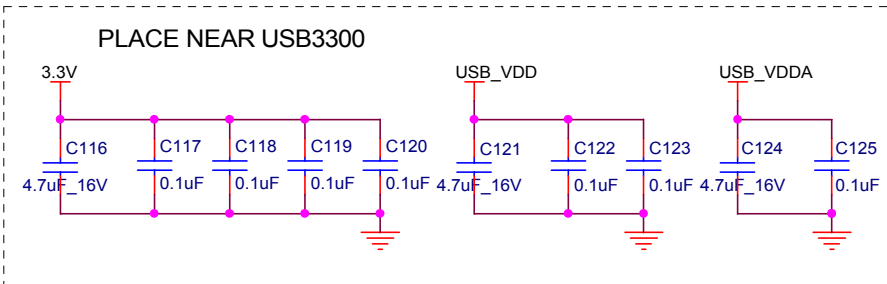 PLACE NEAR USB3300
3.3V USB_VDD USB_VDDA
C116 C117 C118 C119 C120 C121 C122 C123 C124 C125
4.7uF_16V 0.1uF 0.1uF 0.1uF 0.1uF 4.7uF_16V 0.1uF 0.1uF 4.7uF_16V 0.1uF